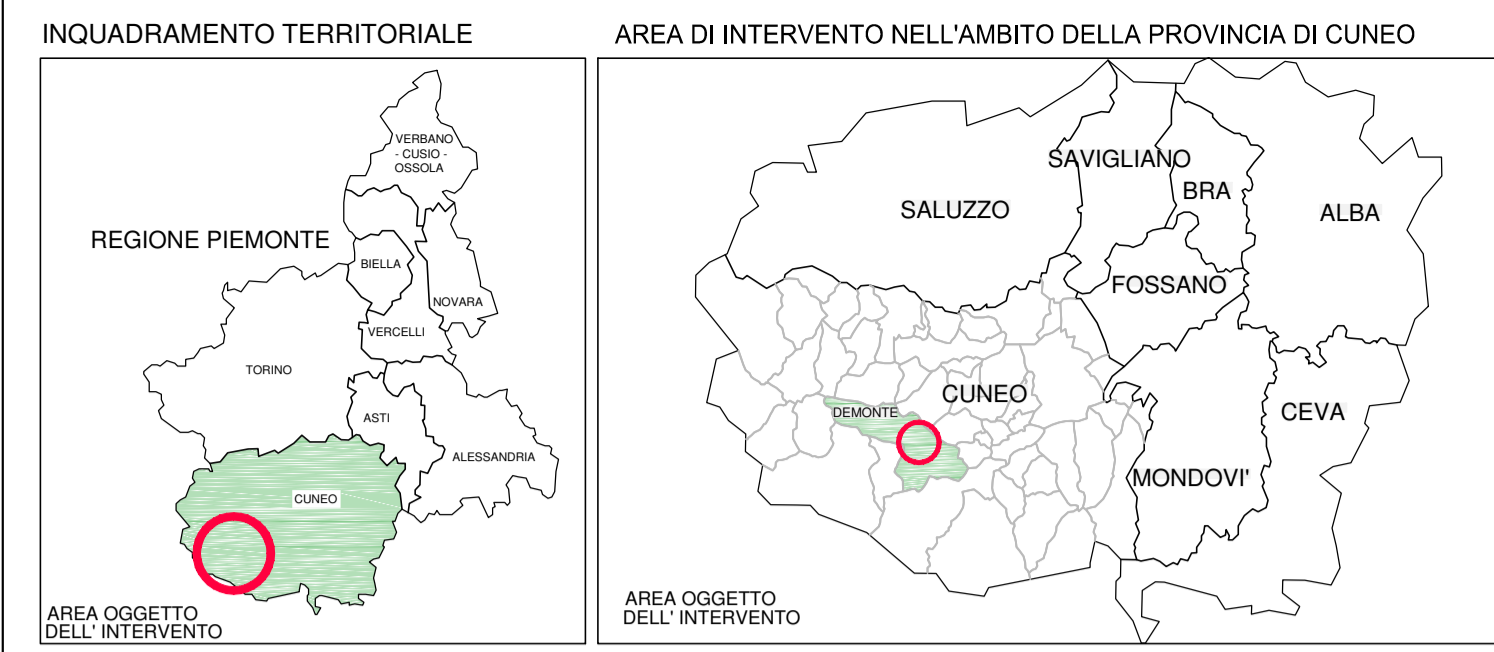 INQUADRAMENTO TERRITORIALE
VERBANO
- CUSIO -
OSSOLA
REGIONE PIEMONTE
BIELLA
NOVARA
VERCELLI
TORINO
ASTI
ALESSANDRIA
CUNEO
AREA OGGETTO
DELL' INTERVENTO
AREA DI INTERVENTO NELL'AMBITO DELLA PROVINCIA DI CUNEO
SAVIGLIANO
BRA
SALUZZO
ALBA
FOSSANO
CUNEO
DEMONTE
CEVA
MONDOVI'
AREA OGGETTO
DELL' INTERVENTO